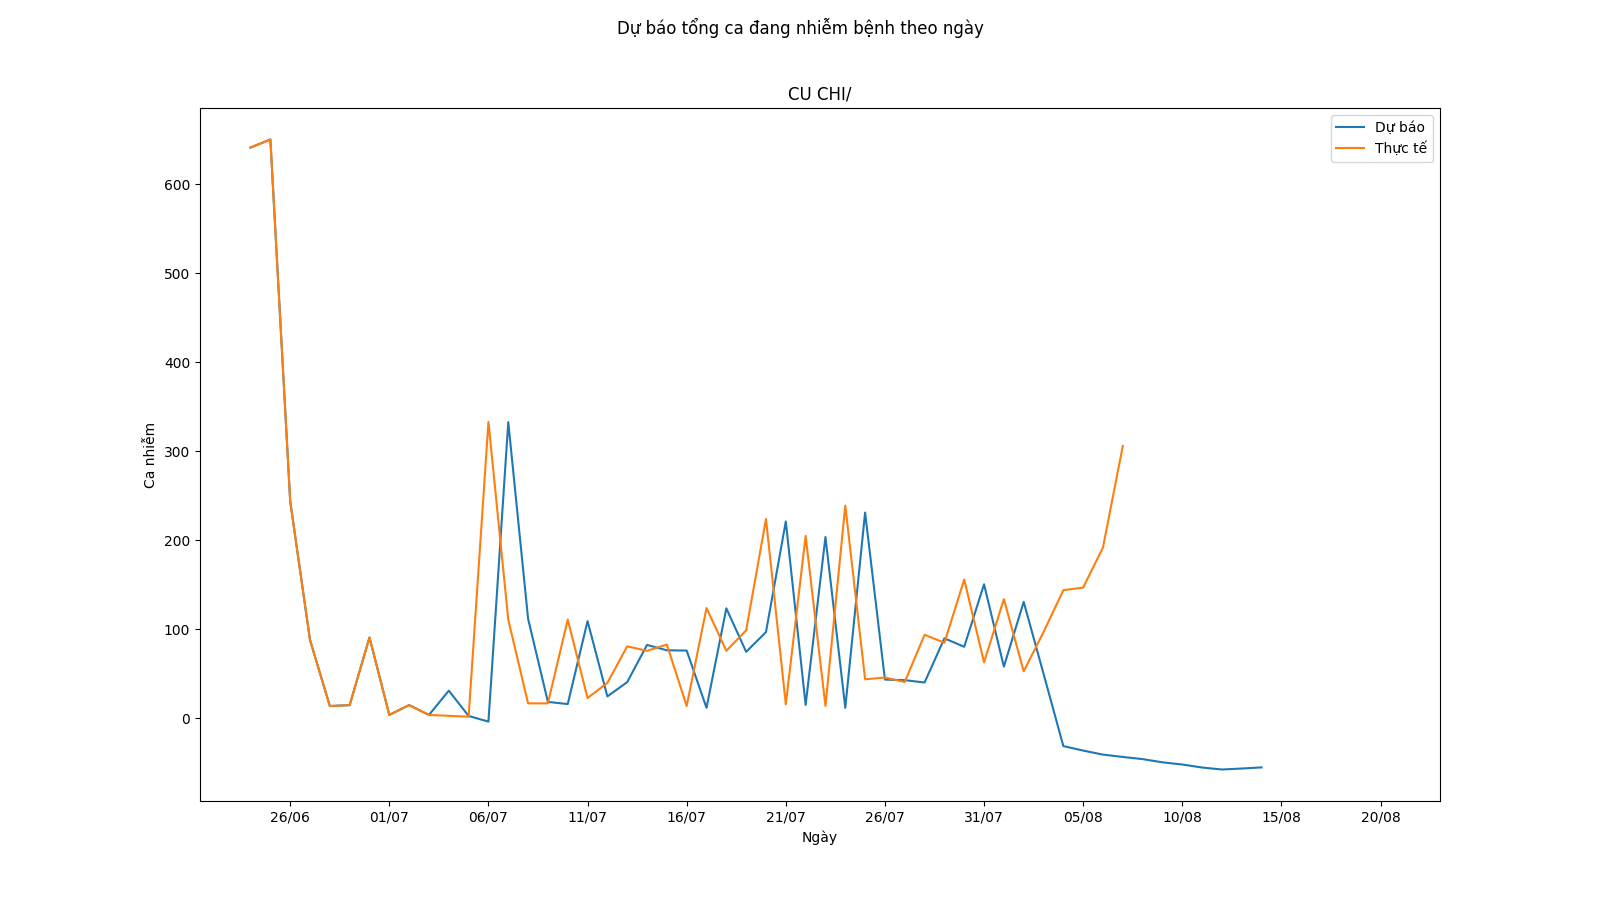 Dự báo tổng ca đang nhiễm bệnh theo ngày
CU CHI/
Dự báo
Thực tế
600
500
400
300
200
100
0
Ca nhiễm
26/06 01/07 06/07 11/07 16/07 21/07 26/07 31/07 05/08 10/08 15/08 20/08
Ngày